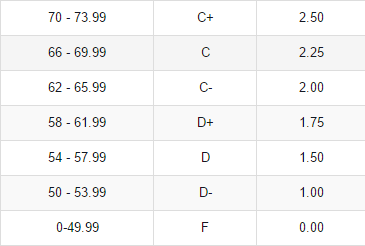 70 - 73.99 C+ 2.50
66 - 69.99 C 2.25
62 - 65.99 C- 2.00
58 - 61.99 D+ 1.75
54 - 57.99 D 1.50
50 - 53.99 D- 1.00
0-49.99 F 0.00